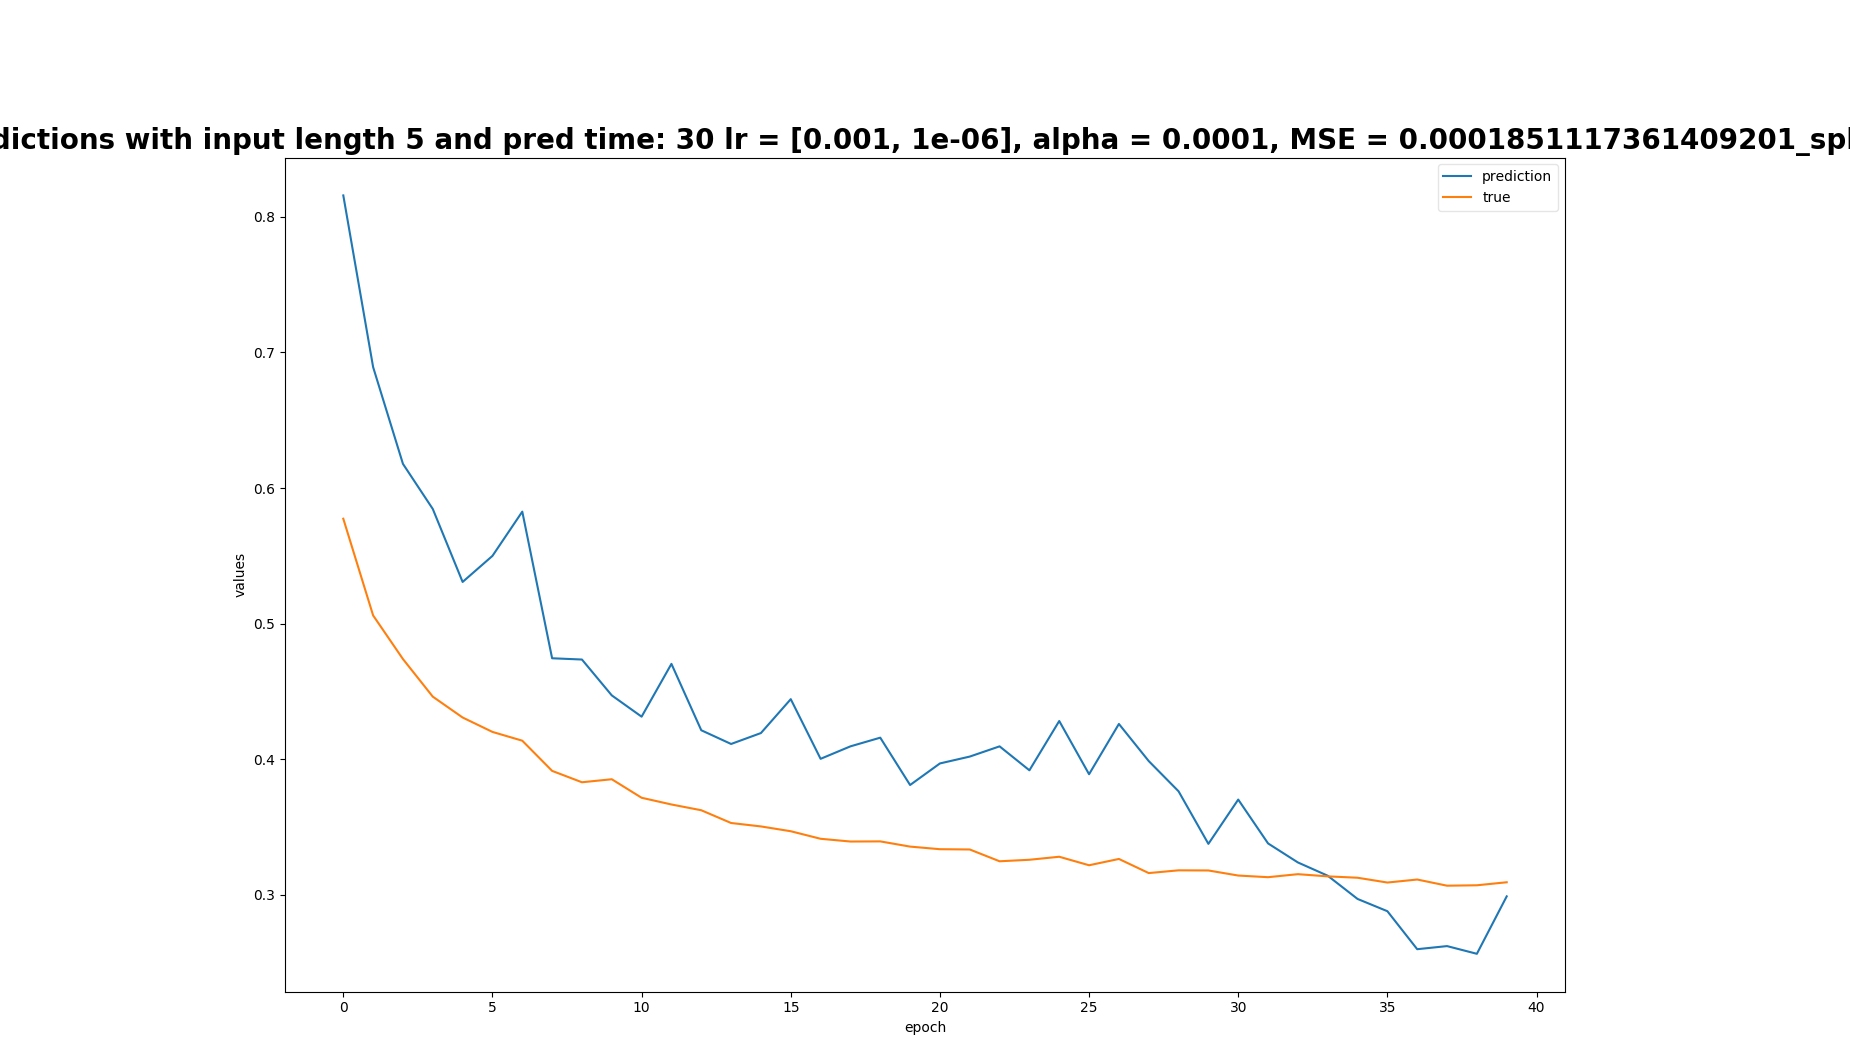 dictions with input length 5 and pred time: 30 lr = [0.001, 1e-06], alpha = 0.0001, MSE = 0.0001851117361409201_spl
prediction
true
0.8
0.7
0.6
0.5
0.4
0.3
values
0 5 10 15 20 25 30 35 40
epoch